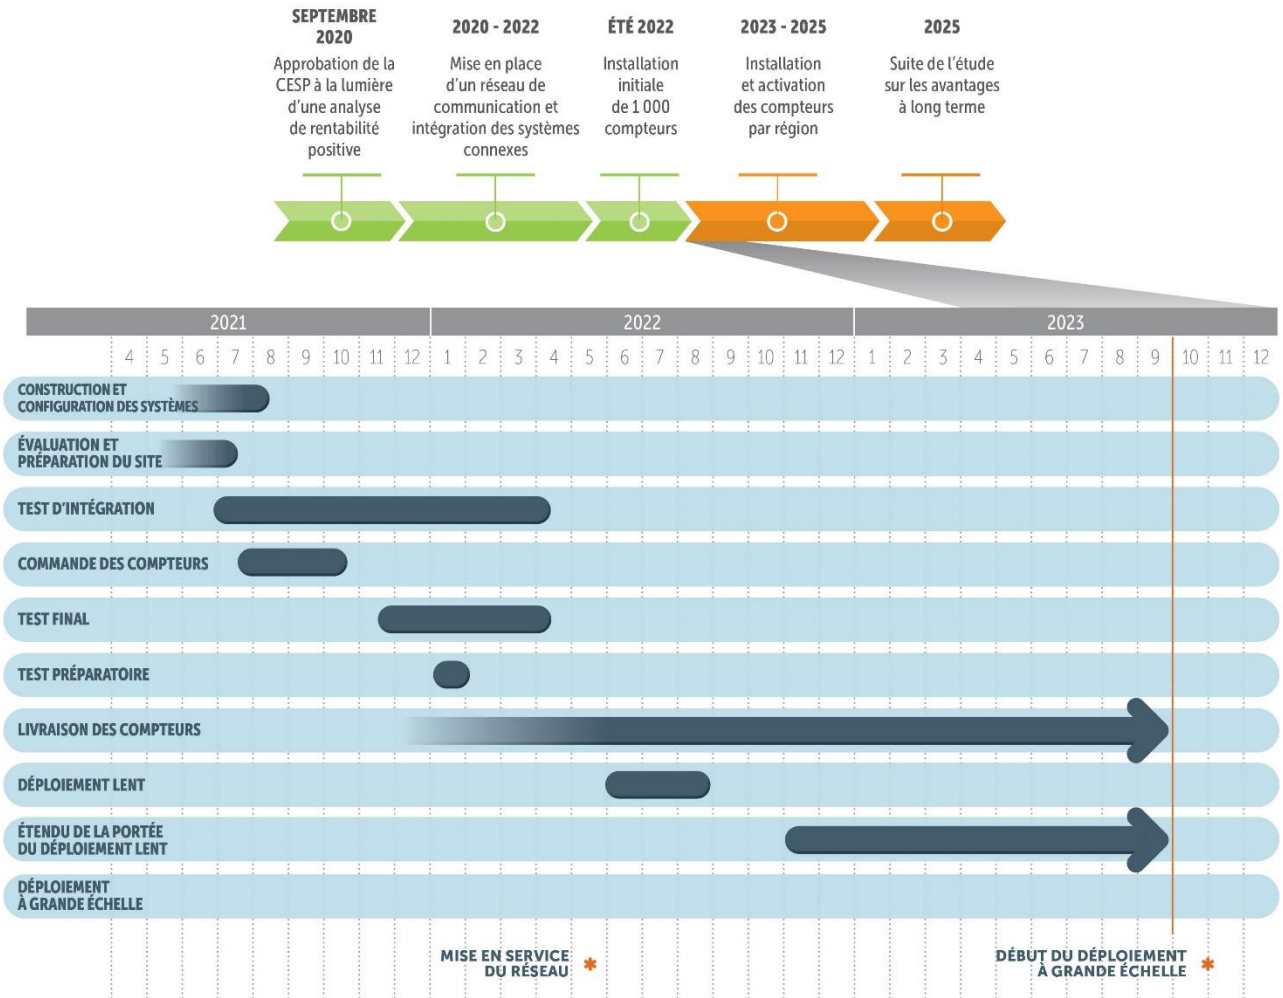 SEPTEMBRE
2020
Approbation de la
CESP à la lumière
d'une analyse
de rentabilité
positive
2020 - 2022
Mise en place
d'un réseau de
communication et
intégration des systèmes
connexes
ÉTÉ 2022
Installation
initiale
de 1 000
compteurs
2023 - 2025
Installation
et activation
des compteurs
par région
2025
Suite de l'étude
sur les avantages
à long terme
2021 2022 2023
4 5 6 7 8 9 10 11 12 1 2 3 4 5 6 7 8 9 10 11 12 1 2 3 4 5 6 7 8 9 10 11 12
CONSTRUCTION ET
CONFIGURATION DES SYSTÈMES
ÉVALUATION ET
PRÉPARATION DU SITE
TEST D'INTÉGRATION
COMMANDE DES COMPTEURS
TEST FINAL
TEST PRÉPARATOIRE
LIVRAISON DES COMPTEURS
DÉPLOIEMENT LENT
ÉTENDU DE LA PORTÉE
DU DÉPLOIEMENT LENT
DÉPLOIEMENT
À GRANDE ÉCHELLE
MISE EN SERVICE
DU RÉSEAU *
DÉBUT DU DÉPLOIEMENT
À GRANDE ÉCHELLE *